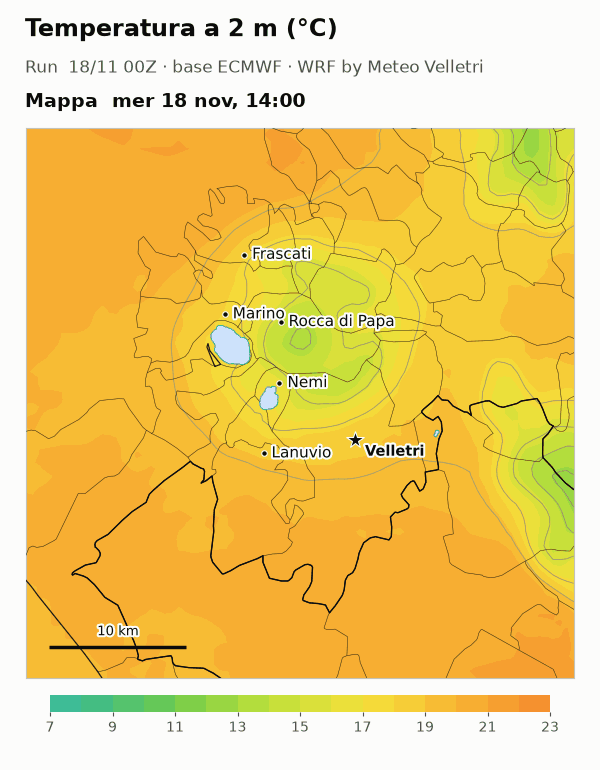 Temperatura a 2 m (°C)
Run 18/11 00Z · base ECMWF · WRF by Meteo Velletri
Mappa mer 18 nov, 14:00
Frascati
Marino
Rocca di Papa
Nemi
Velletri
Lanuvio
10 km
7 9 11 13 15 17 19 21 23